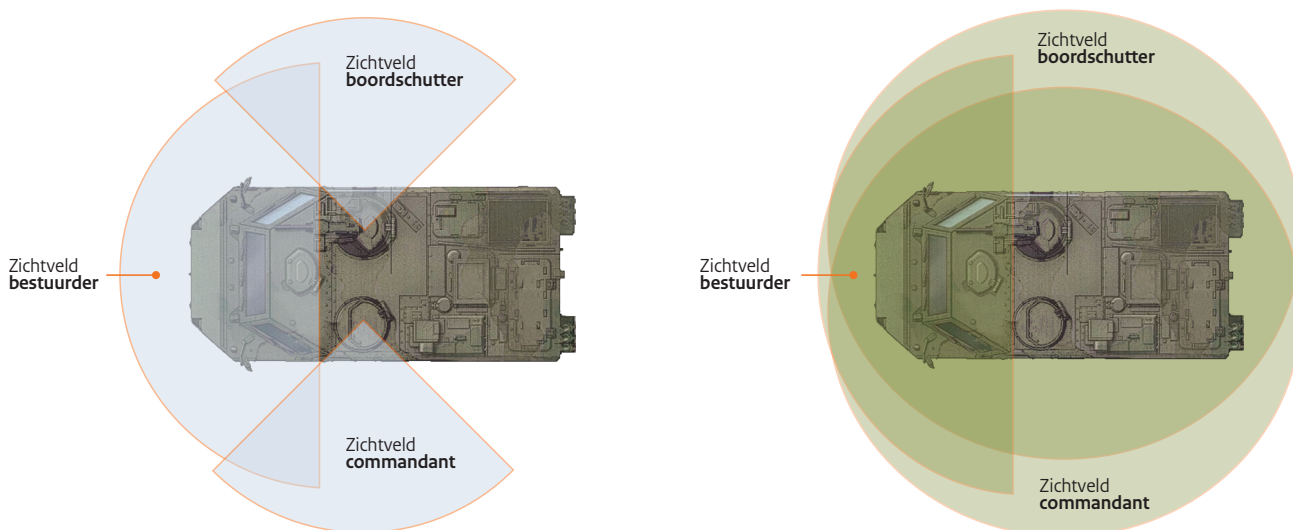 Zichtveld
boordschutter
Zichtveld
bestuurder
Zichtveld
commandant
Zichtveld
boordschutter
Zichtveld
bestuurder
Zichtveld
commandant